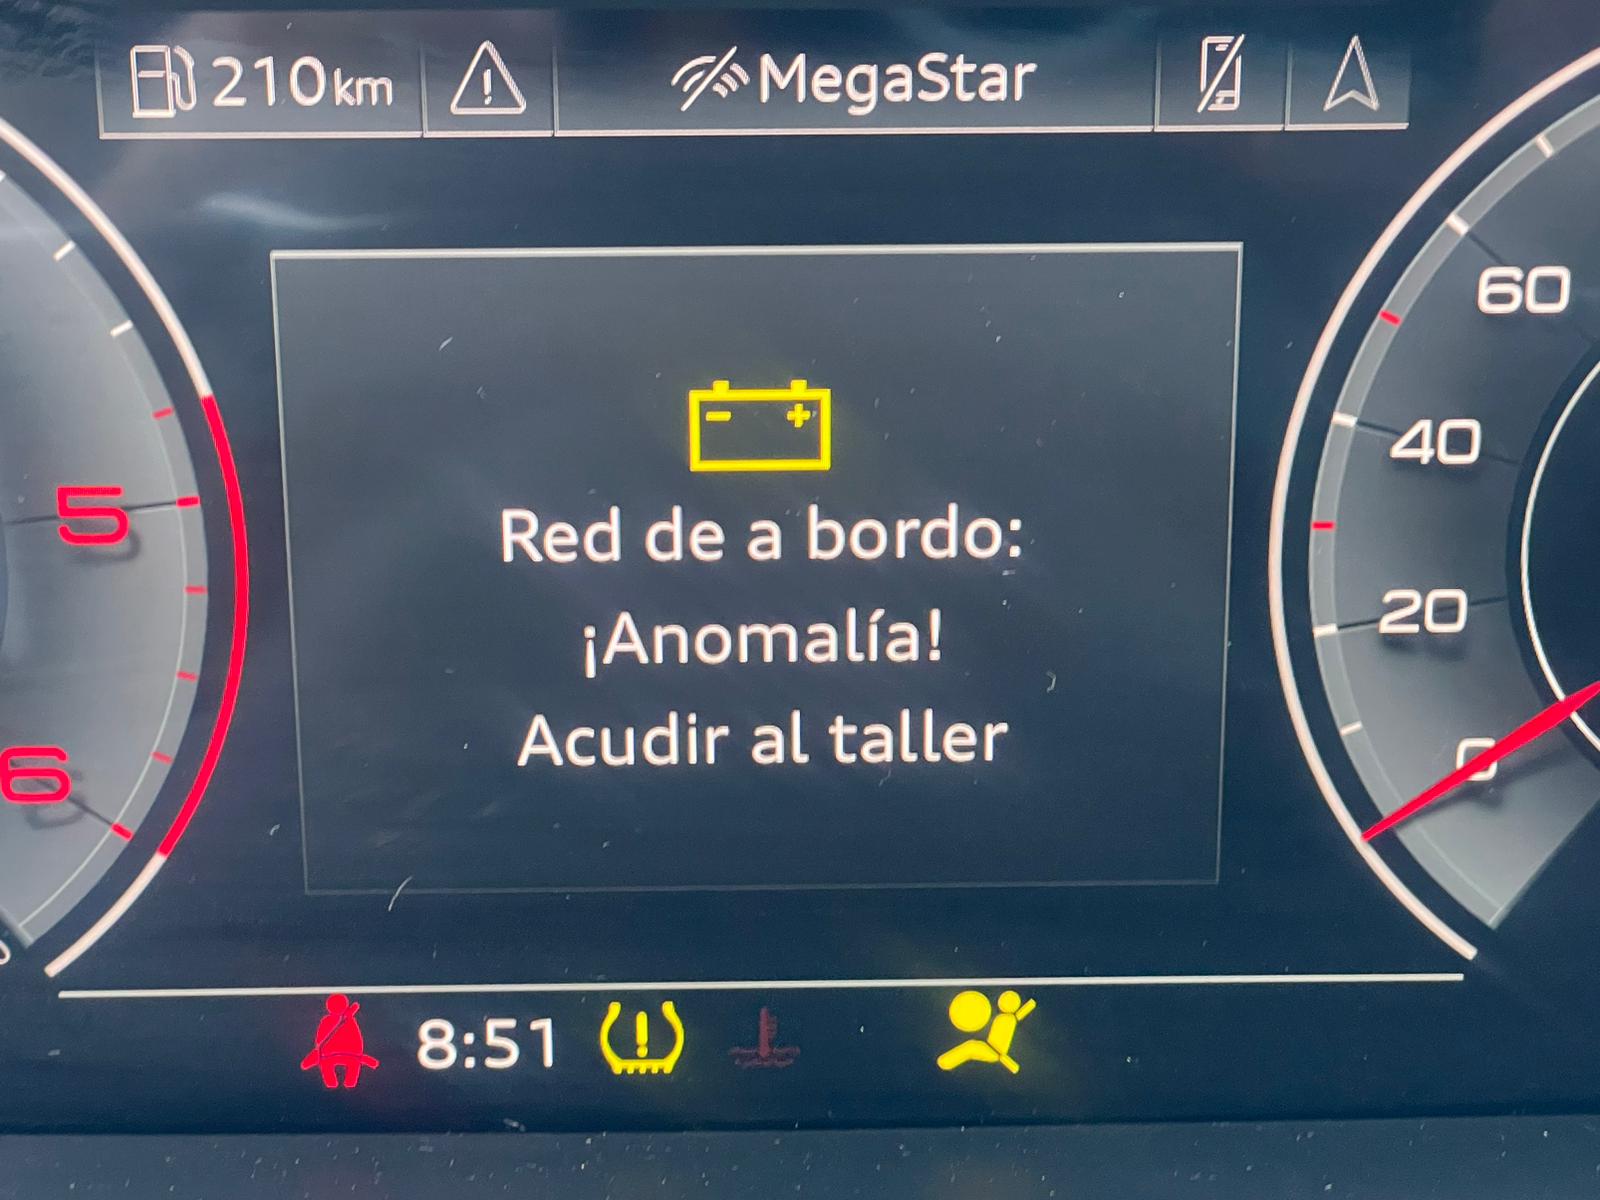 210km
MegaStar
Red de a bordo:
¡Anomalía!
Acudir al taller
5
6
60
40
20
0
8:51